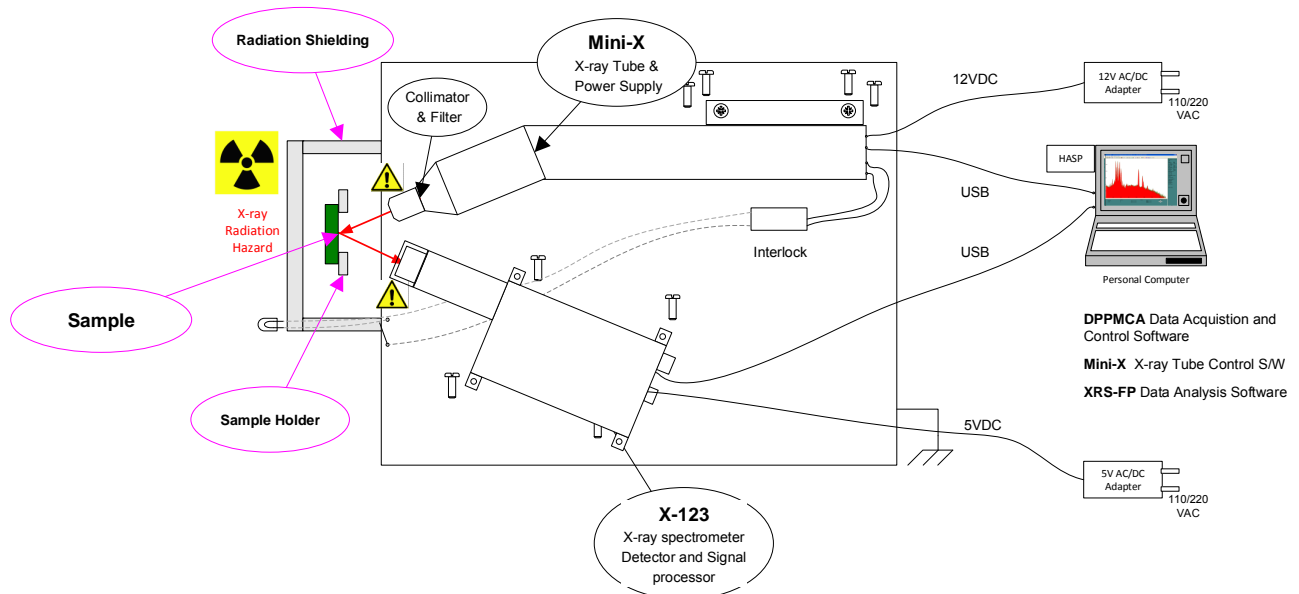 Radiation Shielding
Mini-X
X-ray Tube &
Power Supply
Collimator
& Filter
12VDC
12V AC/DC
Adapter
110/220
VAC
HASP
USB
USB
Personal Computer
X-ray
Radiation
Hazard
Interlock
Sample
Sample Holder
DPPMCA Data Acquistion and
Control Software
Mini-X X-ray Tube Control S/W
XRS-FP Data Analysis Software
5VDC
5V AC/DC
Adapter
110/220
VAC
X-123
X-ray spectrometer
Detector and Signal
processor